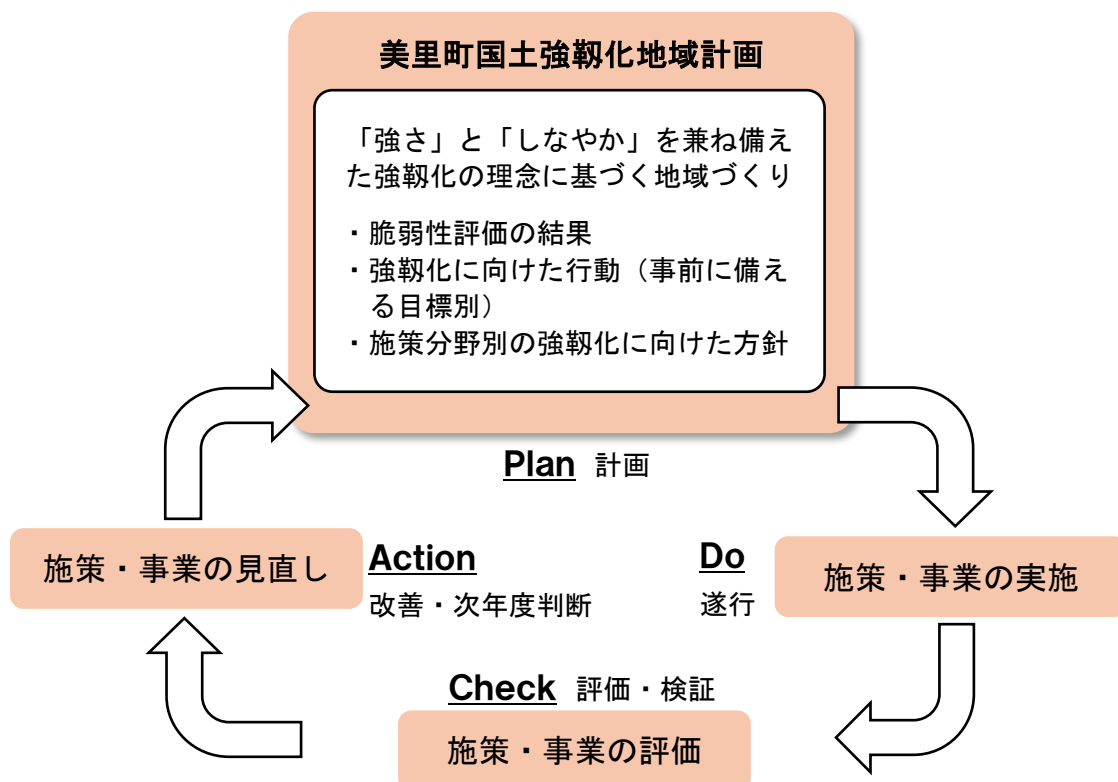 美里町国土強靱化地域計画
「強さ」と「しなやか」を兼ね備え
た強靱化の理念に基づく地域づくり
・脆弱性評価の結果
・強靱化に向けた行動（事前に備え
る目標別）
・施策分野別の強靱化に向けた方針
Plan 計画
施策・事業の見直し
Action
改善・次年度判断
Do
遂行
施策・事業の実施
Check 評価・検証
施策・事業の評価